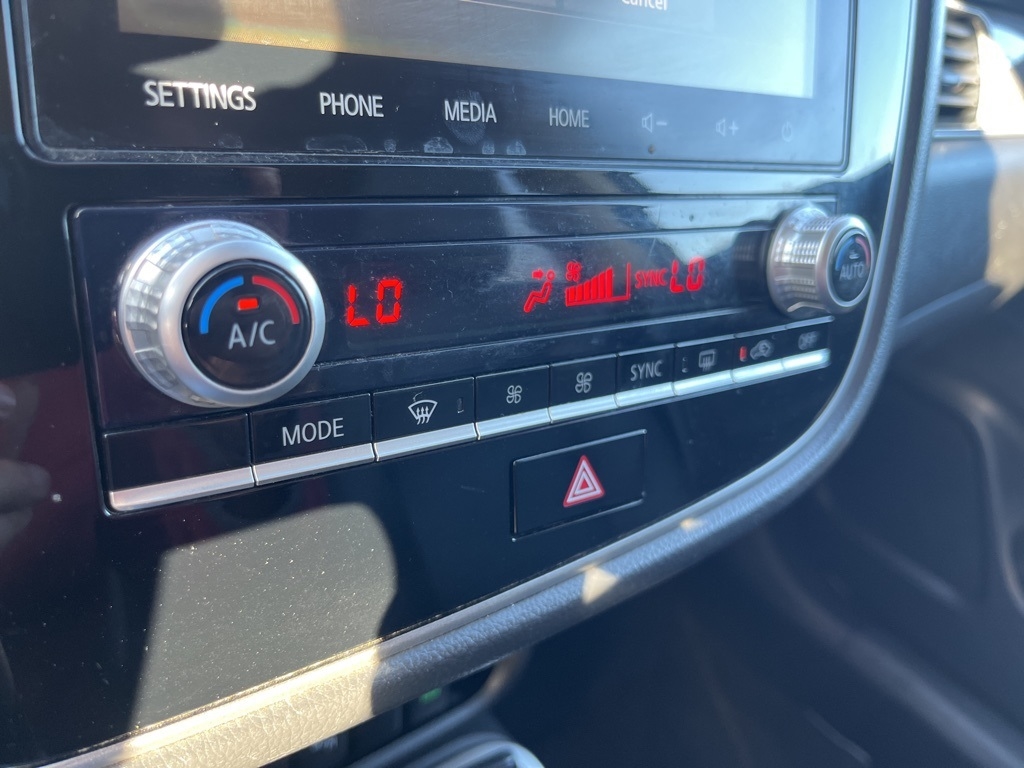 Cancel
SETTINGS PHONE MEDIA HOME
A/C LO SYNC LO AUTO
MODE SYNC OFF